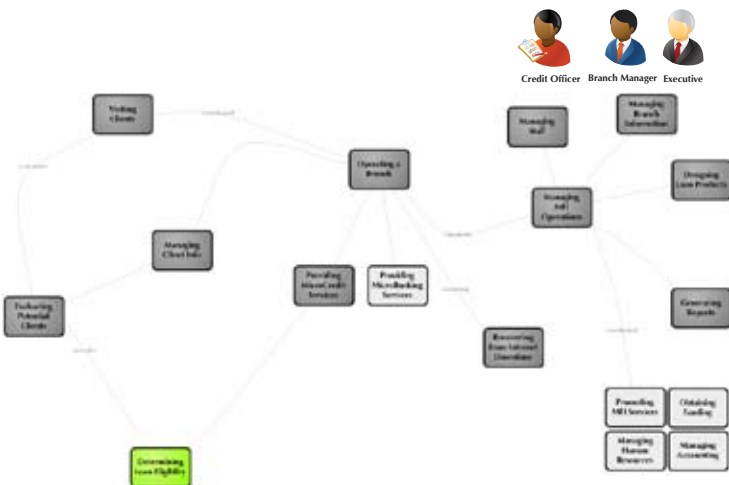 Credit Officer Branch Manager Executive
Visiting
Clients
Managing
Staff
Managing
Branch
Information
Operating a
Branch
Designing
Loan Products
Managing
MFI
Operations
Managing
Client Info
Providing
MicroCredit
Services
Providing
MicroBanking
Services
Evaluating
Potential
Clients
Generating
Reports
Recovering
From Internet
Downtime
Promoting
MFI Services
Obtaining
Funding
Managing
Human
Resources
Managing
Accounting
Determining
Loan Eligibility